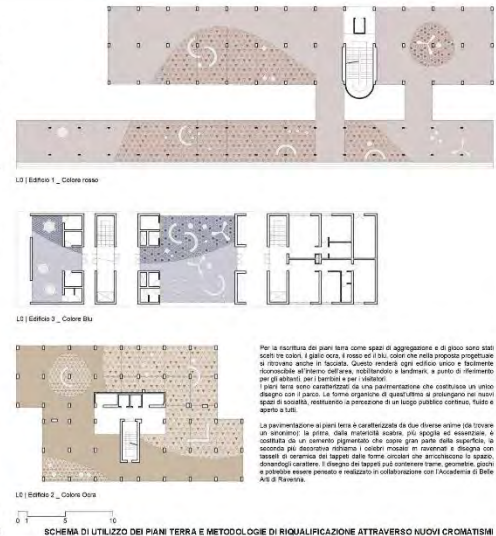 L0 | Edificio 1 _ Colore rosso
L0 | Edificio 3 _ Colore Blu
Per la riscrittura dei piani terra come spazi di aggregazione e di gioco sono stati
scelti tre colori, il giallo ocra, il rosso ed il blu, colori che nella proposta progettuale
si ritrovano anche in facciata. Questo renderà ogni edificio unico e facilmente
riconoscibile all'interno dell'area, nobilitandolo a landmark, a punto di riferimento
per gli abitanti, per i bambini e per i visitatori.
I piani terra sono caratterizzati da una pavimentazione che costituisce un unico
disegno con il parco. Le forme organiche di quest'ultimo si prolungano nei nuovi
spazi di socialità, restituendo la percezione di un luogo pubblico continuo, fluido e
aperto a tutti.
La pavimentazione ai piani terra è caratterizzata da due diverse anime (da trovare
un sinonimo): la prima, dalla matericità scabra, più spoglia ed essenziale, è
costituita da un cemento pigmentato che copre gran parte della superficie, la
seconda più decorativa richiama i celebri mosaici ravennati e disegna con
tasselli di ceramica dei tappeti dalle forme circolari che arricchiscono lo spazio,
donandogli carattere. Il disegno dei tappeti può contenere trame, geometrie, giochi
e potrebbe essere pensato e realizzato in collaborazione con l'Accademia di Belle
Arti di Ravenna.
L0 | Edificio 2 _ Colore Ocra
0 1 5 10
SCHEMA DI UTILIZZO DEI PIANI TERRA E METODOLOGIE DI RIQUALIFICAZIONE ATTRAVERSO NUOVI CROMATISMI